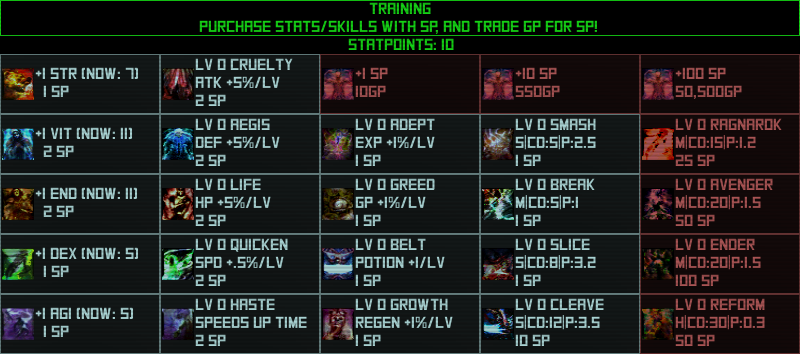 TRAINING
PURCHASE STATS/SKILLS WITH SP, AND TRADE GP FOR SP!
STATPOINTS: 10
+1 STR (NOW: 7)
1 SP
LV 0 CRUELTY
ATK +5%/LV
2 SP
+1 SP
10GP
+10 SP
550GP
+100 SP
50,500GP
+1 VIT (NOW: 11)
2 SP
LV 0 AEGIS
DEF +5%/LV
2 SP
LV 0 ADEPT
EXP +1%/LV
1 SP
LV 0 SMASH
S|CD:5|P:2.5
1 SP
LV 0 RAGNAROK
M|CD:15|P:1.2
25 SP
+1 END (NOW: 11)
2 SP
LV 0 LIFE
HP +5%/LV
2 SP
LV 0 GREED
GP +1%/LV
1 SP
LV 0 BREAK
M|CD:5|P:1
1 SP
LV 0 AVENGER
M|CD:20|P:1.5
50 SP
+1 DEX (NOW: 5)
1 SP
LV 0 QUICKEN
SPD +.5%/LV
2 SP
LV 0 BELT
POTION +1/LV
1 SP
LV 0 SLICE
S|CD:8|P:3.2
1 SP
LV 0 ENDER
M|CD:20|P:1.5
100 SP
+1 AGI (NOW: 5)
1 SP
LV 0 HASTE
SPEEDS UP TIME
2 SP
LV 0 GROWTH
REGEN +1%/LV
1 SP
LV 0 CLEAVE
S|CD:12|P:3.5
10 SP
LV 0 REFORM
H|CD:30|P:0.3
50 SP